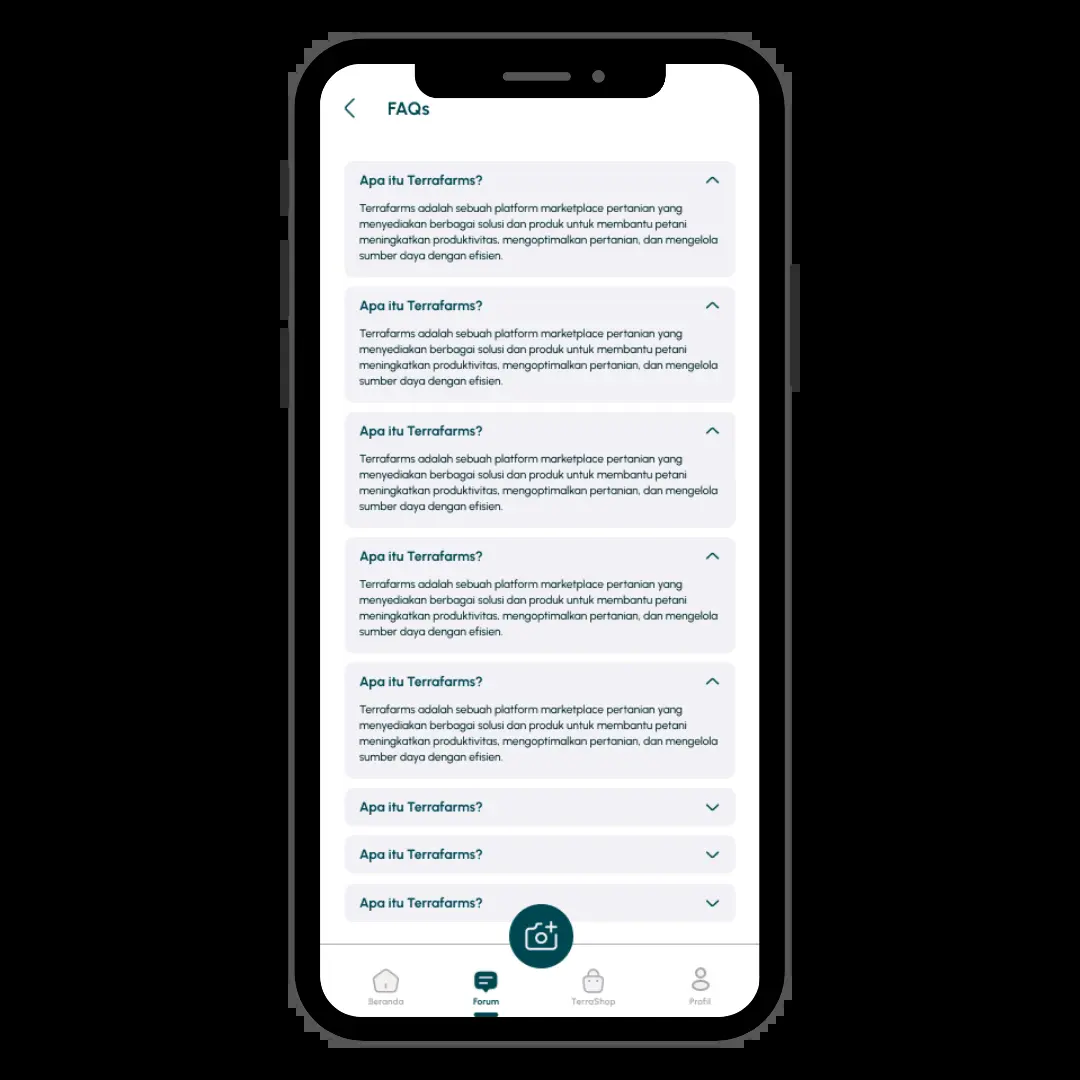 FAQs
Apa itu Terrafarms?
Terrafarms adalah sebuah platform marketplace pertanian yang
menyediakan berbagai solusi dan produk untuk membantu petani
meningkatkan produktivitas, mengoptimalkan pertanian, dan mengelola
sumber daya dengan efisien.
Apa itu Terrafarms?
Terrafarms adalah sebuah platform marketplace pertanian yang
menyediakan berbagai solusi dan produk untuk membantu petani
meningkatkan produktivitas, mengoptimalkan pertanian, dan mengelola
sumber daya dengan efisien.
Apa itu Terrafarms?
Terrafarms adalah sebuah platform marketplace pertanian yang
menyediakan berbagai solusi dan produk untuk membantu petani
meningkatkan produktivitas, mengoptimalkan pertanian, dan mengelola
sumber daya dengan efisien.
Apa itu Terrafarms?
Terrafarms adalah sebuah platform marketplace pertanian yang
menyediakan berbagai solusi dan produk untuk membantu petani
meningkatkan produktivitas, mengoptimalkan pertanian, dan mengelola
sumber daya dengan efisien.
Apa itu Terrafarms?
Terrafarms adalah sebuah platform marketplace pertanian yang
menyediakan berbagai solusi dan produk untuk membantu petani
meningkatkan produktivitas, mengoptimalkan pertanian, dan mengelola
sumber daya dengan efisien.
Apa itu Terrafarms?
Apa itu Terrafarms?
Apa itu Terrafarms?
Beranda
Forum
TerraShop
Profil